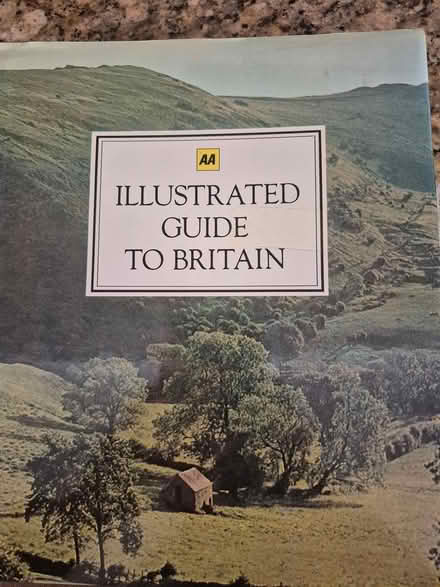 AA
ILLUSTRATED
GUIDE
TO BRITAIN